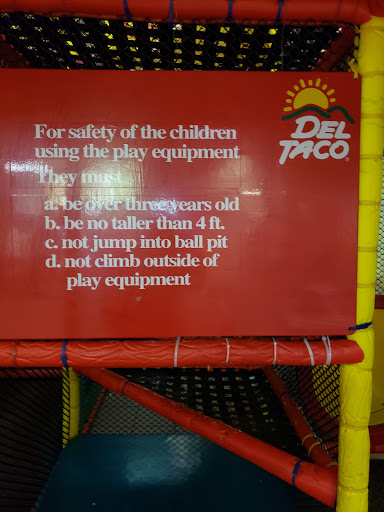 DEL
TACO
For safety of the children
using the play equipment
They must
a. be over three years old
b. be no taller than 4 ft.
c. not jump into ball pit
d. not climb outside of
play equipment